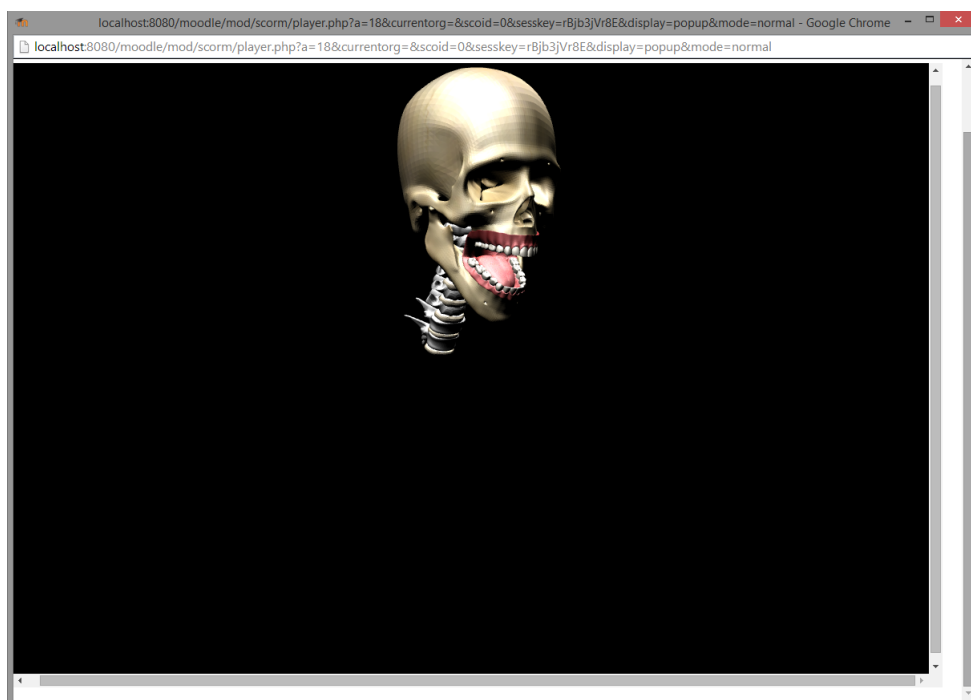 localhost:8080/moodle/mod/scorm/player.php?a=18&currentorg=&scoid=0&sesskey=rBjb3jVr8E&display=popup&mode=normal - Google Chrome
localhost:8080/moodle/mod/scorm/player.php?a=18&currentorg=&scoid=0&sesskey=rBjb3jVr8E&display=popup&mode=normal